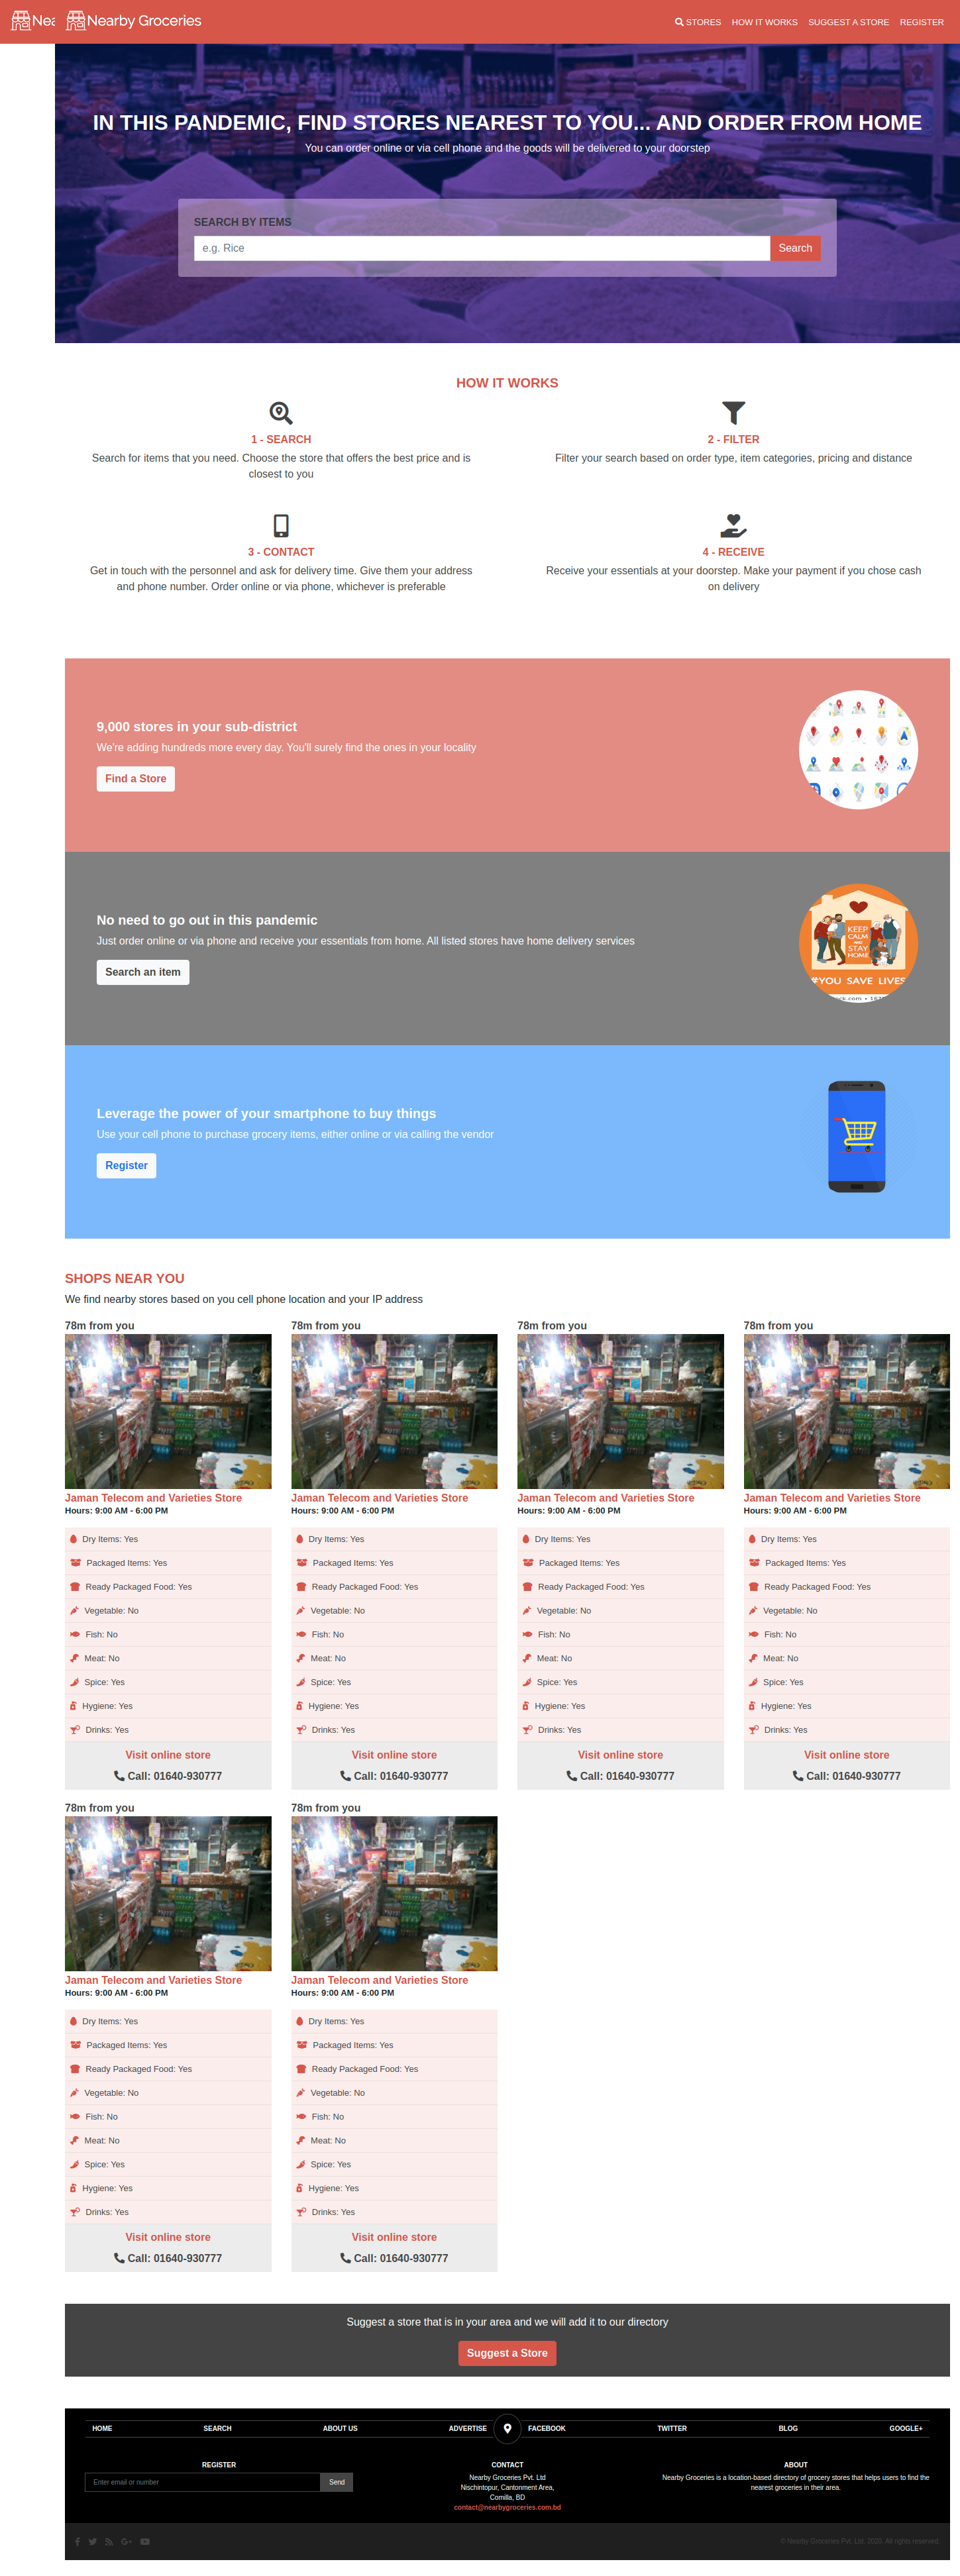 Nea
Nearby Groceries
STORES HOW IT WORKS SUGGEST A STORE REGISTER
IN THIS PANDEMIC, FIND STORES NEAREST TO YOU... AND ORDER FROM HOME
You can order online or via cell phone and the goods will be delivered to your doorstep
SEARCH BY ITEMS
e.g. Rice Search
HOW IT WORKS
1 - SEARCH
Search for items that you need. Choose the store that offers the best price and is
closest to you
2 - FILTER
Filter your search based on order type, item categories, pricing and distance
3 - CONTACT
Get in touch with the personnel and ask for delivery time. Give them your address
and phone number. Order online or via phone, whichever is preferable
4 - RECEIVE
Receive your essentials at your doorstep. Make your payment if you chose cash
on delivery
9,000 stores in your sub-district
We're adding hundreds more every day. You'll surely find the ones in your locality
Find a Store
No need to go out in this pandemic
Just order online or via phone and receive your essentials from home. All listed stores have home delivery services
Search an item
KEEP
CALM
AND
STAY
HOME
#YOU SAVE LIVES
Leverage the power of your smartphone to buy things
Use your cell phone to purchase grocery items, either online or via calling the vendor
Register
SHOPS NEAR YOU
We find nearby stores based on you cell phone location and your IP address
78m from you
Jaman Telecom and Varieties Store
Hours: 9:00 AM - 6:00 PM
Dry Items: Yes
Packaged Items: Yes
Ready Packaged Food: Yes
Vegetable: No
Fish: No
Meat: No
Spice: Yes
Hygiene: Yes
Drinks: Yes
Visit online store
Call: 01640-930777
78m from you
Jaman Telecom and Varieties Store
Hours: 9:00 AM - 6:00 PM
Dry Items: Yes
Packaged Items: Yes
Ready Packaged Food: Yes
Vegetable: No
Fish: No
Meat: No
Spice: Yes
Hygiene: Yes
Drinks: Yes
Visit online store
Call: 01640-930777
78m from you
Jaman Telecom and Varieties Store
Hours: 9:00 AM - 6:00 PM
Dry Items: Yes
Packaged Items: Yes
Ready Packaged Food: Yes
Vegetable: No
Fish: No
Meat: No
Spice: Yes
Hygiene: Yes
Drinks: Yes
Visit online store
Call: 01640-930777
78m from you
Jaman Telecom and Varieties Store
Hours: 9:00 AM - 6:00 PM
Dry Items: Yes
Packaged Items: Yes
Ready Packaged Food: Yes
Vegetable: No
Fish: No
Meat: No
Spice: Yes
Hygiene: Yes
Drinks: Yes
Visit online store
Call: 01640-930777
78m from you
Jaman Telecom and Varieties Store
Hours: 9:00 AM - 6:00 PM
Dry Items: Yes
Packaged Items: Yes
Ready Packaged Food: Yes
Vegetable: No
Fish: No
Meat: No
Spice: Yes
Hygiene: Yes
Drinks: Yes
Visit online store
Call: 01640-930777
78m from you
Jaman Telecom and Varieties Store
Hours: 9:00 AM - 6:00 PM
Dry Items: Yes
Packaged Items: Yes
Ready Packaged Food: Yes
Vegetable: No
Fish: No
Meat: No
Spice: Yes
Hygiene: Yes
Drinks: Yes
Visit online store
Call: 01640-930777
Suggest a store that is in your area and we will add it to our directory
Suggest a Store
HOME SEARCH ABOUT US ADVERTISE FACEBOOK TWITTER BLOG GOOGLE+
REGISTER
Enter email or number Send
CONTACT
Nearby Groceries Pvt. Ltd
Nischintopur, Cantonment Area,
Comilla, BD
contact@nearbygroceries.com.bd
ABOUT
Nearby Groceries is a location-based directory of grocery stores that helps users to find the
nearest groceries in their area.
© Nearby Groceries Pvt. Ltd, 2020. All rights reserved.